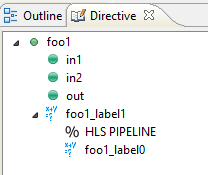 Outline Directive
foo1
in1
in2
out
foo1_label1
% HLS PIPELINE
foo1_label0